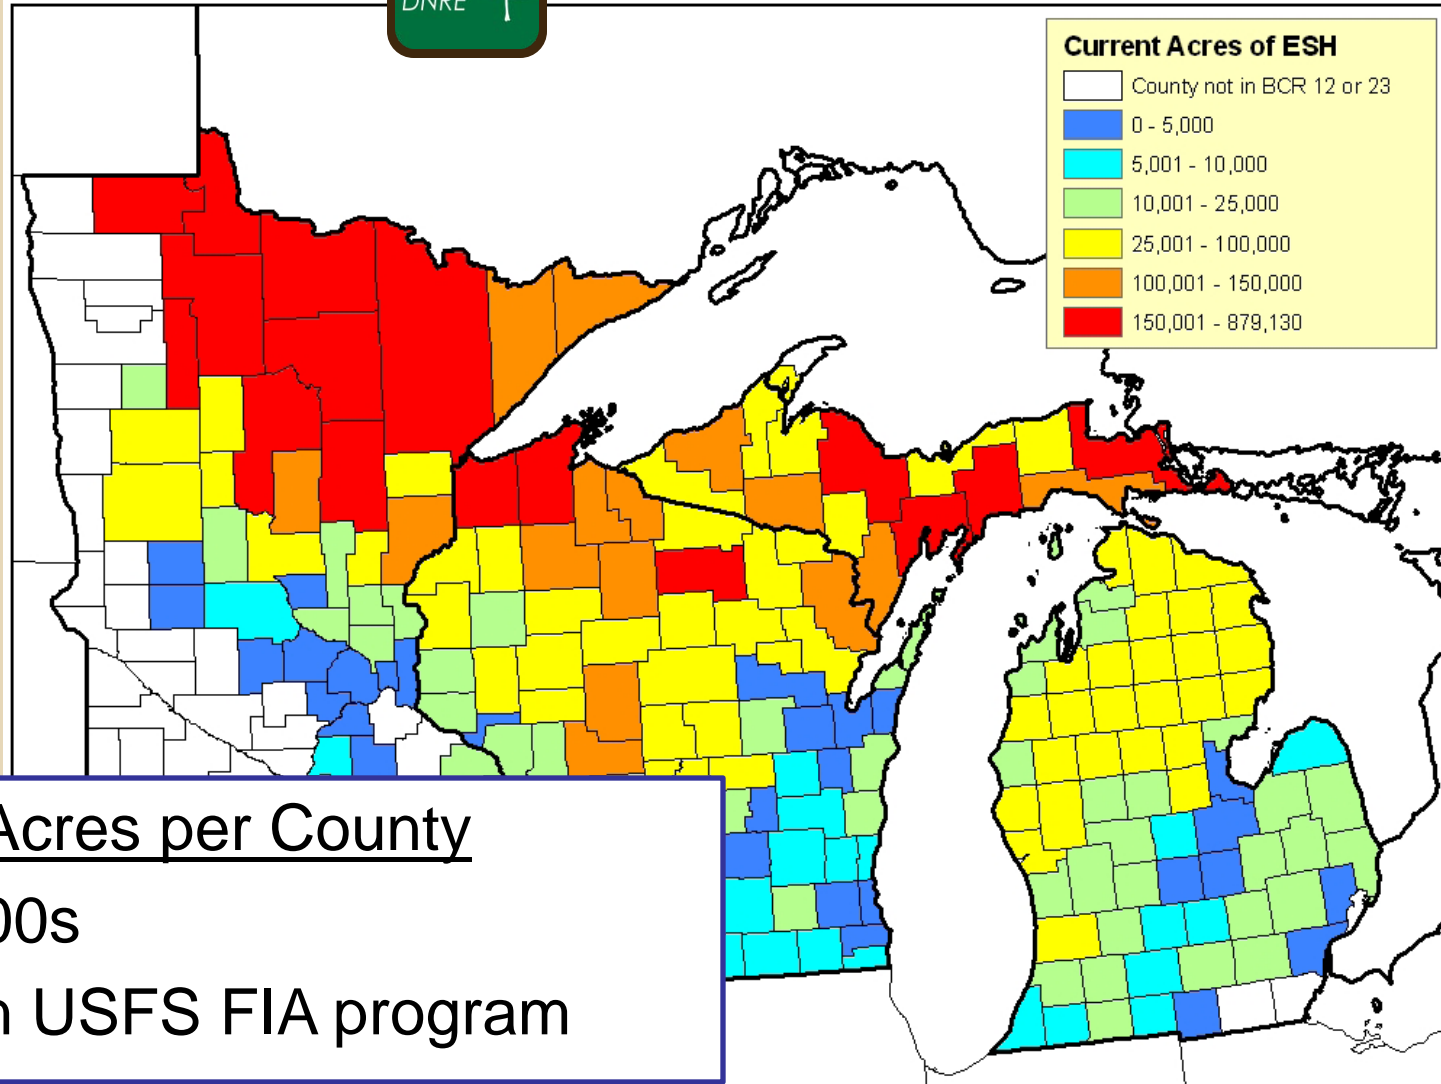 DNRE
Current Acres of ESH
County not in BCR 12 or 23
0 - 5,000
5,001 - 10,000
10,001 - 25,000
25,001 - 100,000
100,001 - 150,000
150,001 - 879,130
Acres per County
00s
n USFS FIA program